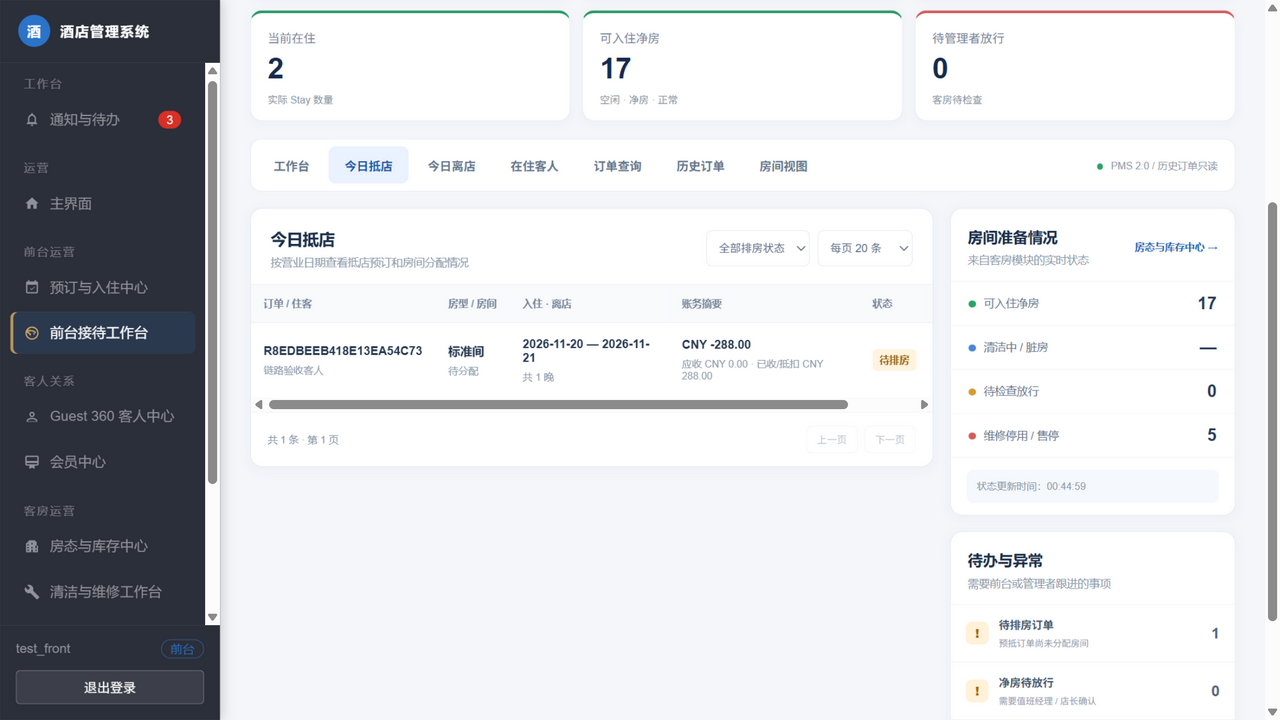 酒 酒店管理系统
工作台
通知与待办 3
运营
主界面
前台运营
预订与入住中心
前台接待工作台
客人关系
Guest 360 客人中心
会员中心
客房运营
房态与库存中心
清洁与维修工作台
test_front 前台
退出登录
当前在住
2
实际 Stay 数量
可入住净房
17
空闲 · 净房 · 正常
待管理者放行
0
客房待检查
工作台 今日抵店 今日离店 在住客人 订单查询 历史订单 房间视图 PMS 2.0 / 历史订单只读
今日抵店
按营业日期查看抵店预订和房间分配情况
全部排房状态 每页 20 条
订单 / 住客 房型 / 房间 入住 · 离店 账务摘要 状态
R8EDBEEB418E13EA54C73
链路验收客人
标准间
待分配
2026-11-20 — 2026-11-
21
共 1 晚
CNY -288.00
应收 CNY 0.00 · 已收/抵扣 CNY
288.00
待排房
共 1 条 · 第 1 页 上一页 下一页
房间准备情况
来自客房模块的实时状态
房态与库存中心 →
可入住净房 17
清洁中 / 脏房 —
待检查放行 0
维修停用 / 售停 5
状态更新时间：00:44:59
待办与异常
需要前台或管理者跟进的事项
! 待排房订单 1
预抵订单尚未分配房间
! 净房待放行 0
需要值班经理 / 店长确认